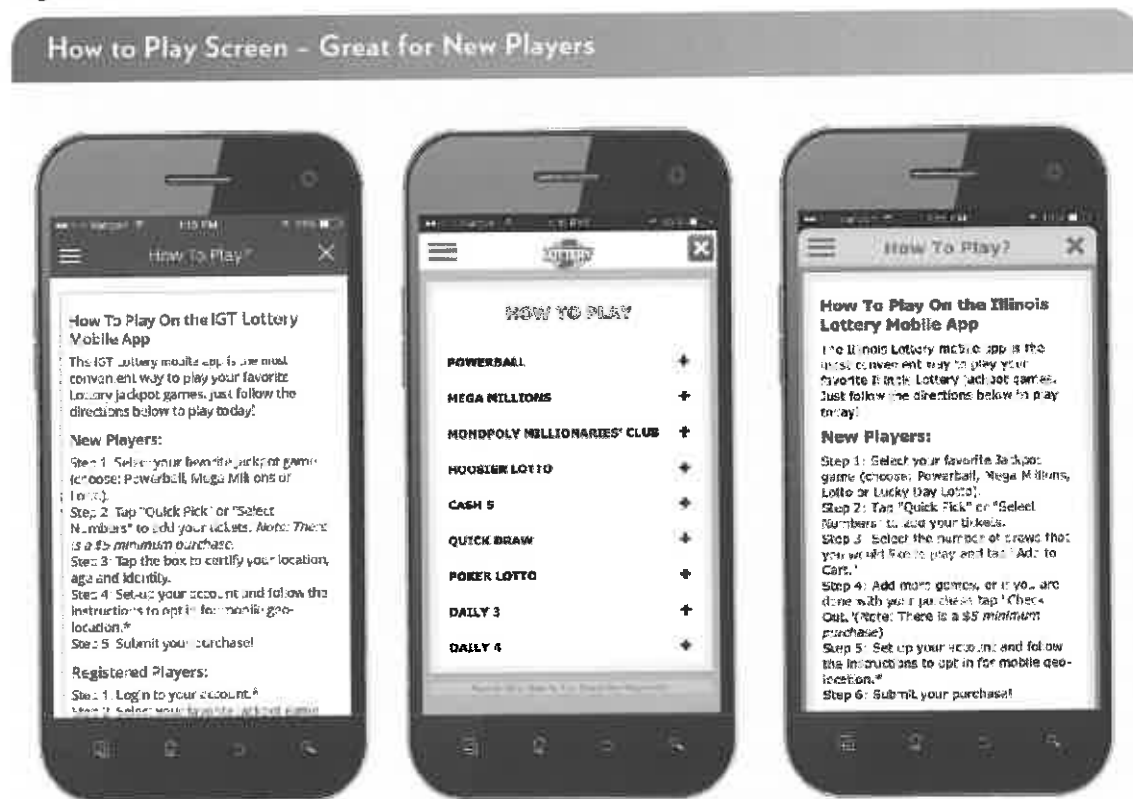 How to Play Screen – Great for New Players
1:15 PM
How To Play?
How To Play On the IGT Lottery
Mobile App
The IGT Lottery mobile app is the most
convenient way to play your favorite
Lottery jackpot games, just follow the
directions below to play today!
New Players:
Step 1: Select your favorite jackpot game
(choose: Powerball, Mega Millions or
Lotto).
Step 2: Tap "Quick Pick" or "Select
Numbers" to add your tickets. Note: There
is a $5 minimum purchase.
Step 3: Tap the box to certify your location,
age and identity.
Step 4: Set-up your account and follow the
instructions to opt in for mobile geo-
location.*
Step 5: Submit your purchase!
Registered Players:
Step 1: Login to your account.*
Step 2: Select your favorite jackpot game
LOTTERY
HOW TO PLAY
POWERBALL
MEGA MILLIONS
MONOPOLY MILLIONARIES' CLUB
HOOSIER LOTTO
CASH 5
QUICK DRAW
POKER LOTTO
DAILY 3
DAILY 4
How To Play?
How To Play On the Illinois
Lottery Mobile App
The Illinois Lottery mobile app is the
most convenient way to play your
favorite Illinois Lottery jackpot games.
Just follow the directions below to play
today!
New Players:
Step 1: Select your favorite Jackpot
game (choose: Powerball, Mega Millions,
Lotto or Lucky Day Lotto).
Step 2: Tap "Quick Pick" or "Select
Numbers" to add your tickets.
Step 3: Select the number of draws that
you would like to play and tap "Add to
Cart."
Step 4: Add more games, or if you are
done with your purchase tap "Check
Out."(Note: There is a $5 minimum
purchase)
Step 5: Set up your account and follow
the instructions to opt in for mobile geo-
location.*
Step 6: Submit your purchase!